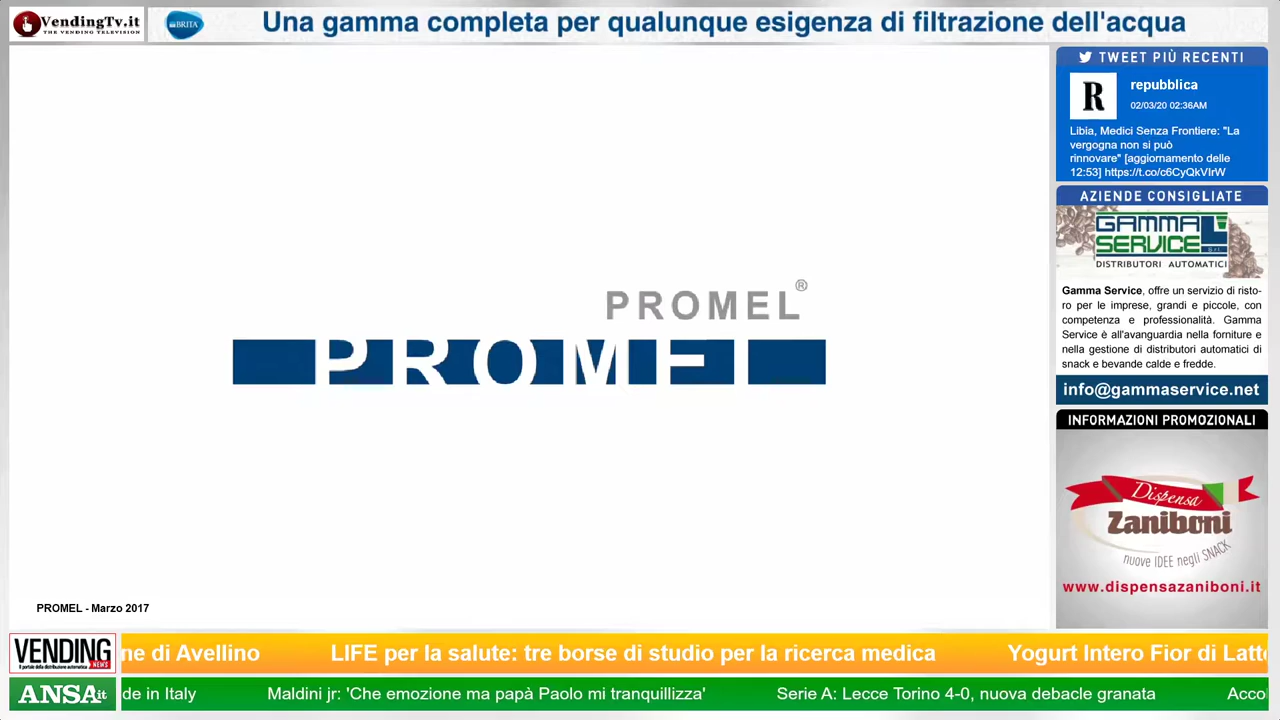 VendingTv.it
THE VENDING TELEVISION
BRITA
Una gamma completa per qualunque esigenza di filtrazione dell'acqua
TWEET PIÙ RECENTI
R
repubblica
02/03/20 02:36AM
Libia, Medici Senza Frontiere: "La
vergogna non si può
rinnovare" [aggiornamento delle
12:53] https://t.co/c6CyQkVIrW
AZIENDE CONSIGLIATE
GAMMA
SERVICE S.r.l.
DISTRIBUTORI AUTOMATICI
Gamma Service, offre un servizio di risto-
ro per le imprese, grandi e piccole, con
competenza e professionalità. Gamma
Service è all'avanguardia nella forniture e
nella gestione di distributori automatici di
snack e bevande calde e fredde.
info@gammaservice.net
INFORMAZIONI PROMOZIONALI
Dispensa
Zaniboni
nuove IDEE negli SNACK
www.dispensazaniboni.it
PROMEL®
PROMEL
PROMEL - Marzo 2017
VENDING NEWS
Il portale della distribuzione automatica
ne di Avellino LIFE per la salute: tre borse di studio per la ricerca medica Yogurt Intero Fior di Latte
ANSA.it
de in Italy Maldini jr: 'Che emozione ma papà Paolo mi tranquillizza' Serie A: Lecce Torino 4-0, nuova debacle granata Acco